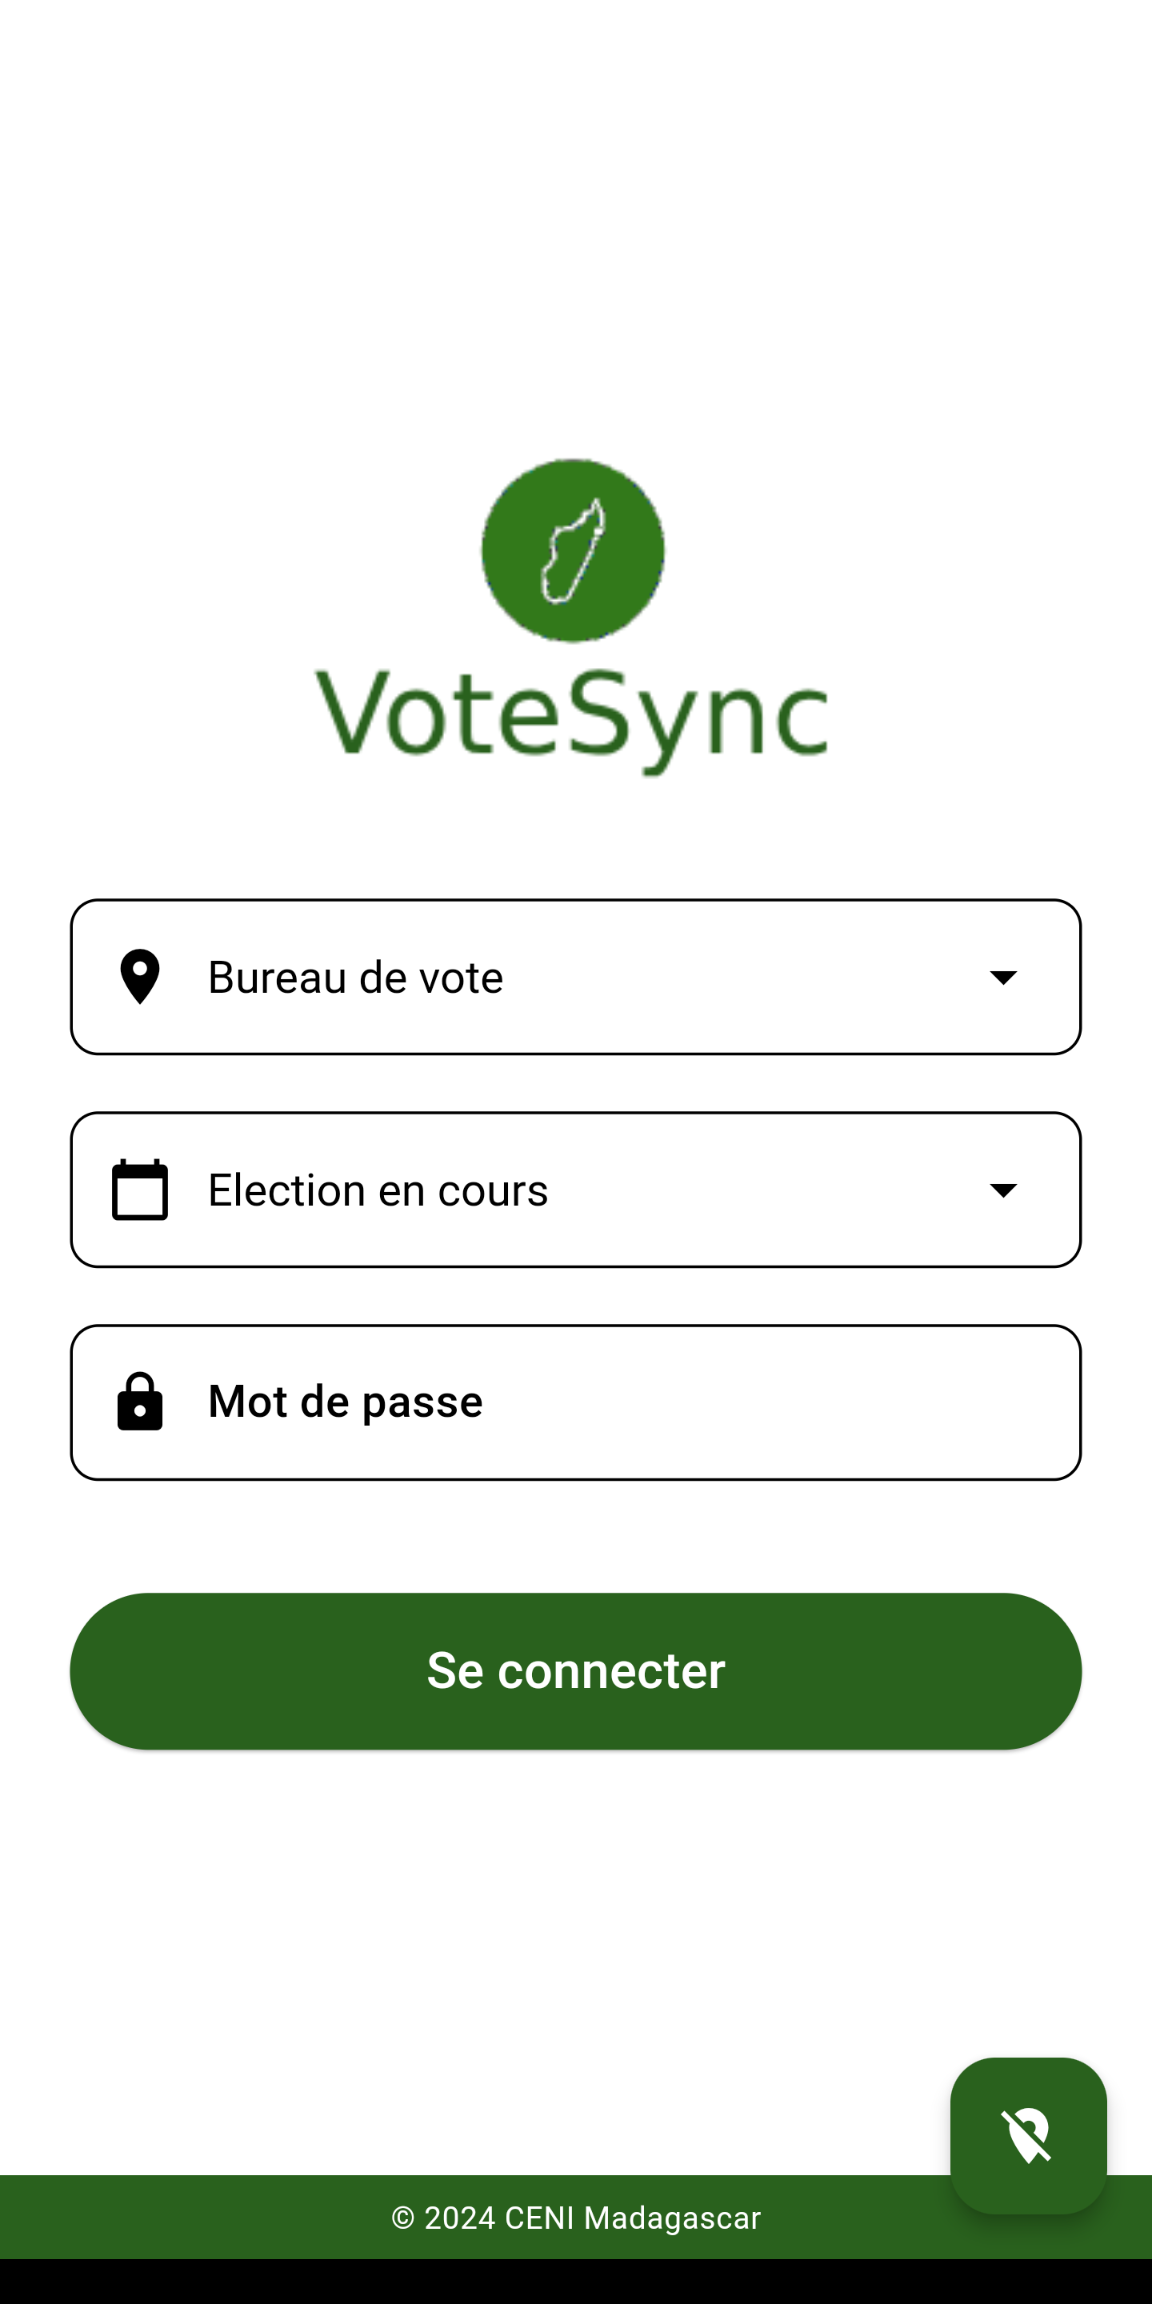 VoteSync
Bureau de vote
Election en cours
Mot de passe
Se connecter
© 2024 CENI Madagascar